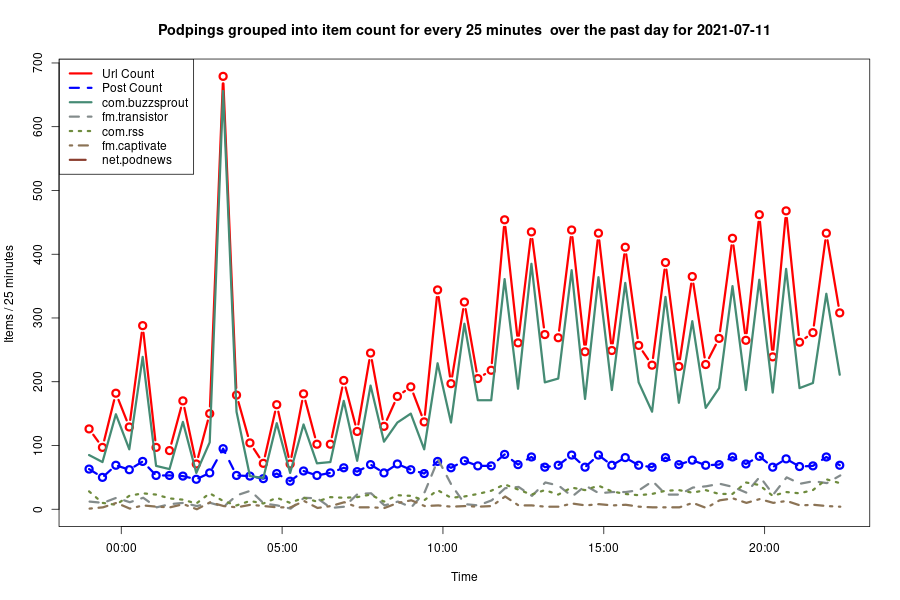 Podpings grouped into item count for every 25 minutes  over the past day for 2021-07-11
Items / 25 minutes
700
600
500
400
300
200
100
0
Url Count
Post Count
com.buzzsprout
fm.transistor
com.rss
fm.captivate
net.podnews
00:00
05:00
10:00
15:00
20:00
Time